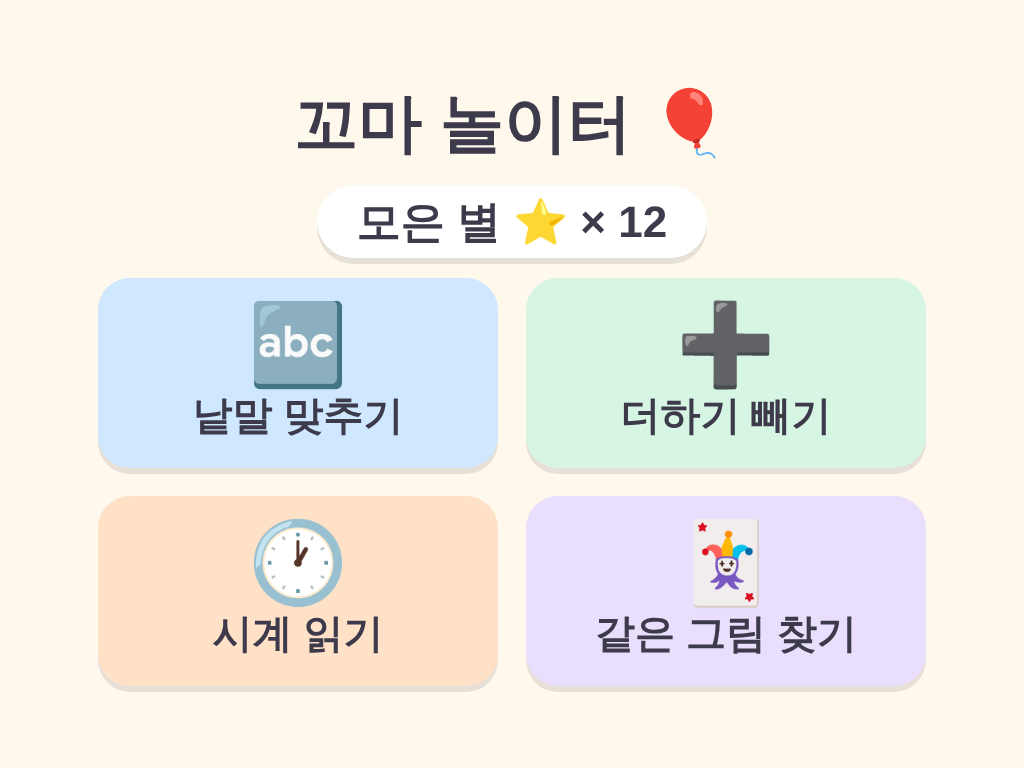 꼬마 놀이터 🎈
모은 별 ⭐ × 12
abc
낱말 맞추기
➕
더하기 빼기
시계 읽기
같은 그림 찾기